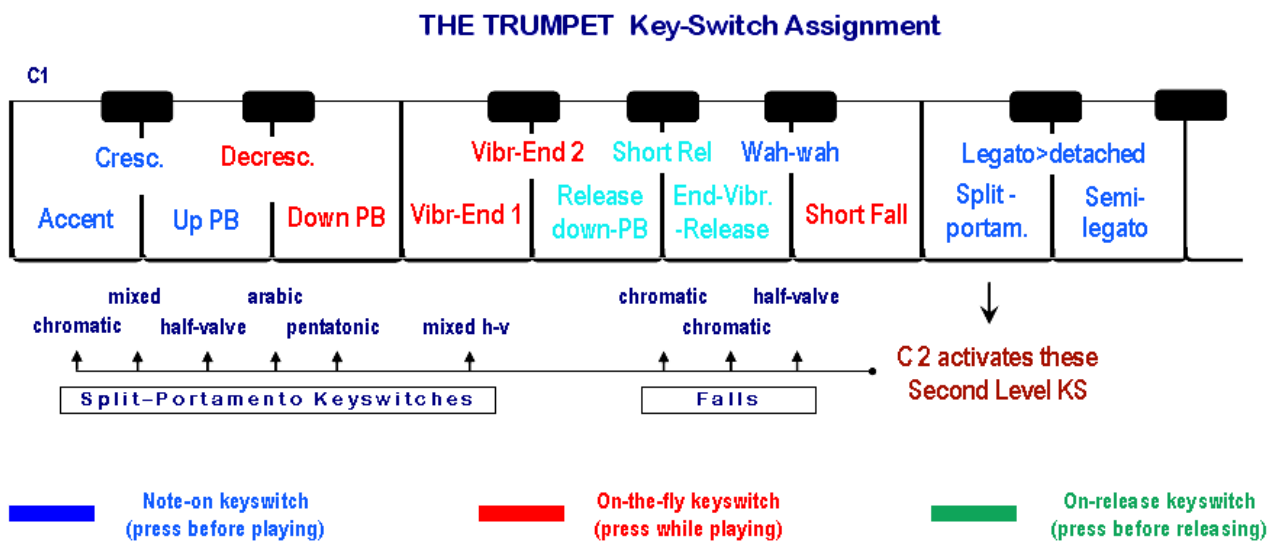 THE TRUMPET Key-Switch Assignment
C1
Cresc.
Decresc.
Vibr-End 2
Short Rel
Wah-wah
Legato>detached
Accent
Up PB
Down PB
Vibr-End 1
Release
down-PB
End-Vibr.
-Release
Short Fall
Split -
portam.
Semi-
legato
mixed
arabic
chromatic
half-valve
chromatic
half-valve
pentatonic
mixed h-v
chromatic
Split-Portamento Keyswitches
Falls
C 2 activates these
Second Level KS
Note-on keyswitch
(press before playing)
On-the-fly keyswitch
(press while playing)
On-release keyswitch
(press before releasing)